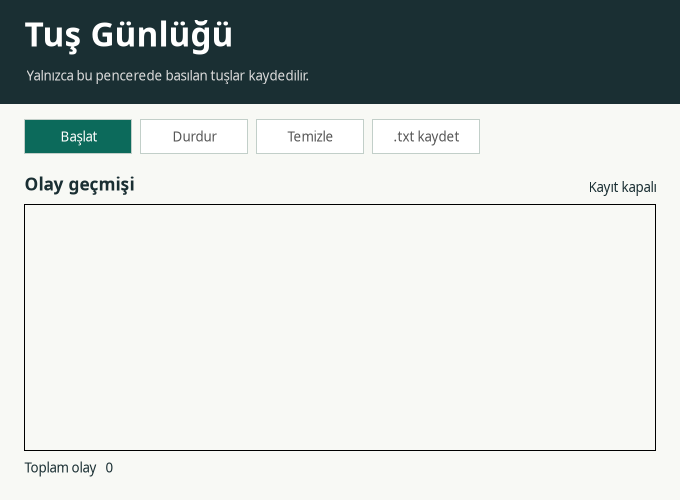 Tuş Günlüğü
Yalnızca bu pencerede basılan tuşlar kaydedilir.
Başlat Durdur Temizle .txt kaydet
Olay geçmişi Kayıt kapalı
Toplam olay 0